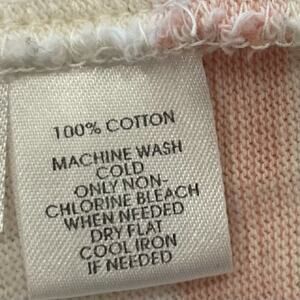 100% COTTON
MACHINE WASH
COLD
ONLY NON-
CHLORINE BLEACH
WHEN NEEDED
DRY FLAT
COOL IRON
IF NEEDED